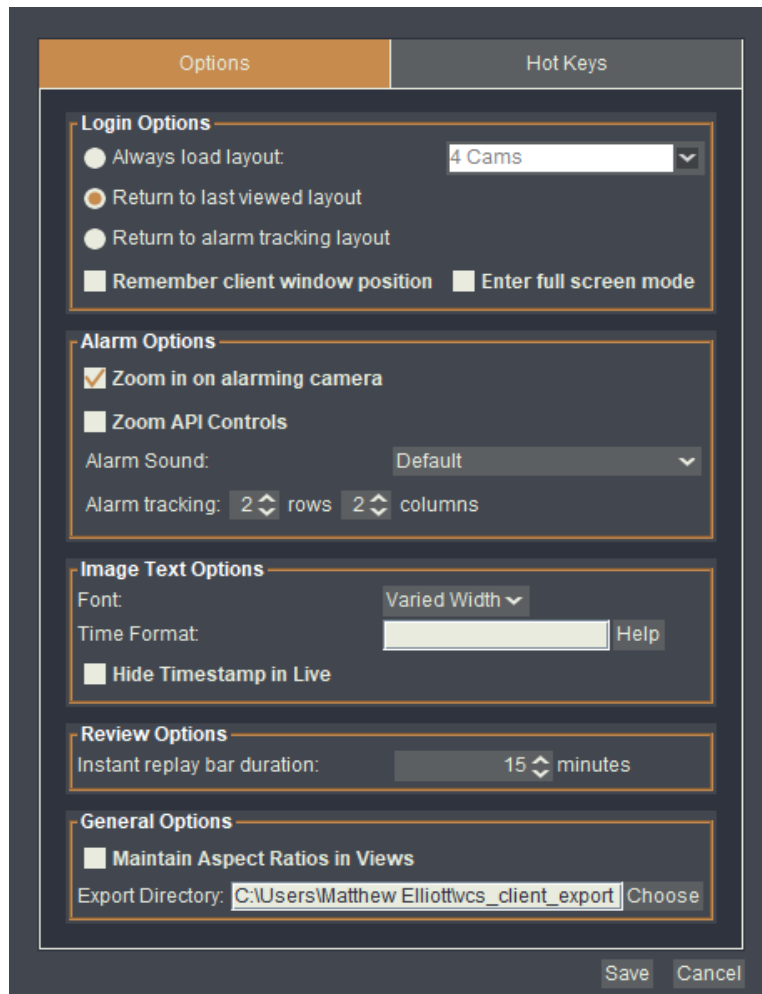 Options Hot Keys
Login Options
Always load layout: 4 Cams
Return to last viewed layout
Return to alarm tracking layout
Remember client window position Enter full screen mode
Alarm Options
Zoom in on alarming camera
Zoom API Controls
Alarm Sound: Default
Alarm tracking: 2 rows 2 columns
Image Text Options
Font: Varied Width
Time Format: Help
Hide Timestamp in Live
Review Options
Instant replay bar duration: 15 minutes
General Options
Maintain Aspect Ratios in Views
Export Directory: C:\Users\Matthew Elliott\vcs_client_export Choose
Save Cancel